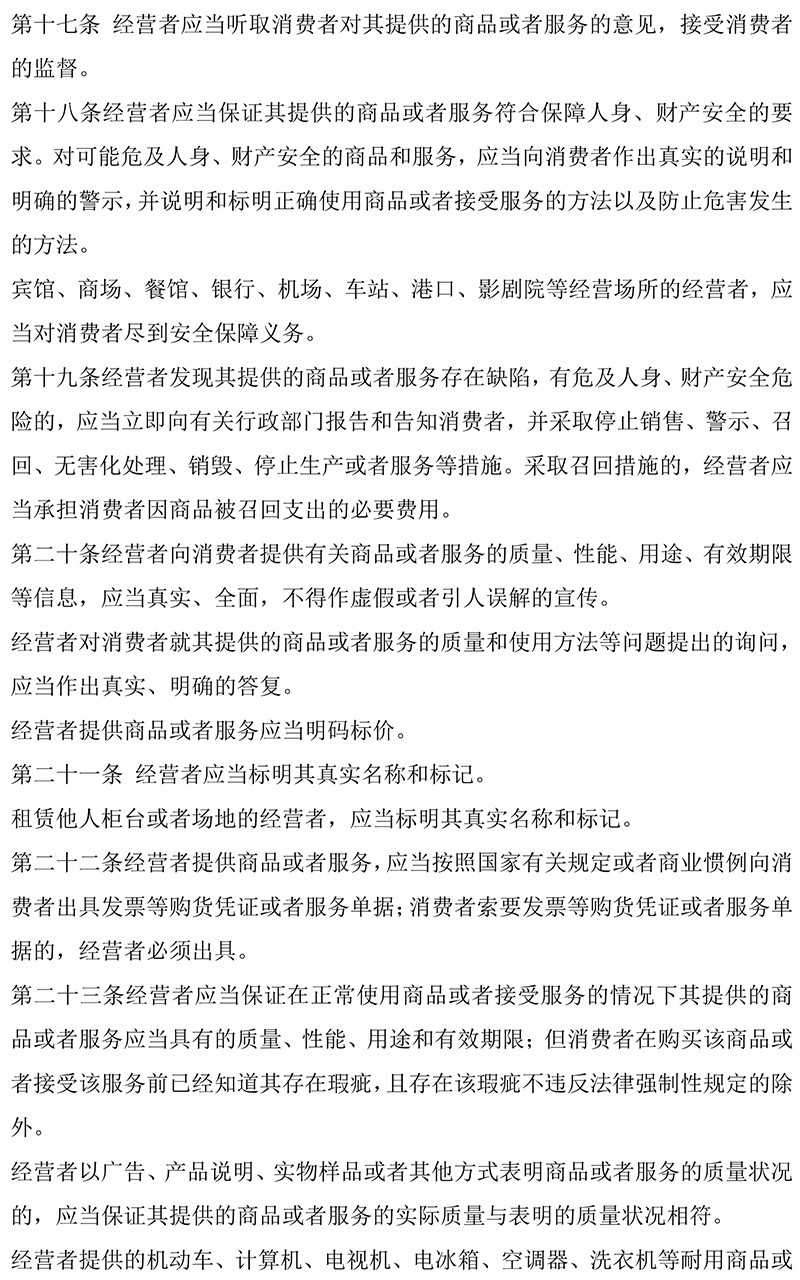 第十七条 经营者应当听取消费者对其提供的商品或者服务的意见，接受消费者
的监督。
第十八条经营者应当保证其提供的商品或者服务符合保障人身、财产安全的要
求。对可能危及人身、财产安全的商品和服务，应当向消费者作出真实的说明和
明确的警示，并说明和标明正确使用商品或者接受服务的方法以及防止危害发生
的方法。
宾馆、商场、餐馆、银行、机场、车站、港口、影剧院等经营场所的经营者，应
当对消费者尽到安全保障义务。
第十九条经营者发现其提供的商品或者服务存在缺陷，有危及人身、财产安全危
险的，应当立即向有关行政部门报告和告知消费者，并采取停止销售、警示、召
回、无害化处理、销毁、停止生产或者服务等措施。采取召回措施的，经营者应
当承担消费者因商品被召回支出的必要费用。
第二十条经营者向消费者提供有关商品或者服务的质量、性能、用途、有效期限
等信息，应当真实、全面，不得作虚假或者引人误解的宣传。
经营者对消费者就其提供的商品或者服务的质量和使用方法等问题提出的询问，
应当作出真实、明确的答复。
经营者提供商品或者服务应当明码标价。
第二十一条 经营者应当标明其真实名称和标记。
租赁他人柜台或者场地的经营者，应当标明其真实名称和标记。
第二十二条经营者提供商品或者服务，应当按照国家有关规定或者商业惯例向消
费者出具发票等购货凭证或者服务单据；消费者索要发票等购货凭证或者服务单
据的，经营者必须出具。
第二十三条经营者应当保证在正常使用商品或者接受服务的情况下其提供的商
品或者服务应当具有的质量、性能、用途和有效期限；但消费者在购买该商品或
者接受该服务前已经知道其存在瑕疵，且存在该瑕疵不违反法律强制性规定的除
外。
经营者以广告、产品说明、实物样品或者其他方式表明商品或者服务的质量状况
的，应当保证其提供的商品或者服务的实际质量与表明的质量状况相符。
经营者提供的机动车、计算机、电视机、电冰箱、空调器、洗衣机等耐用商品或